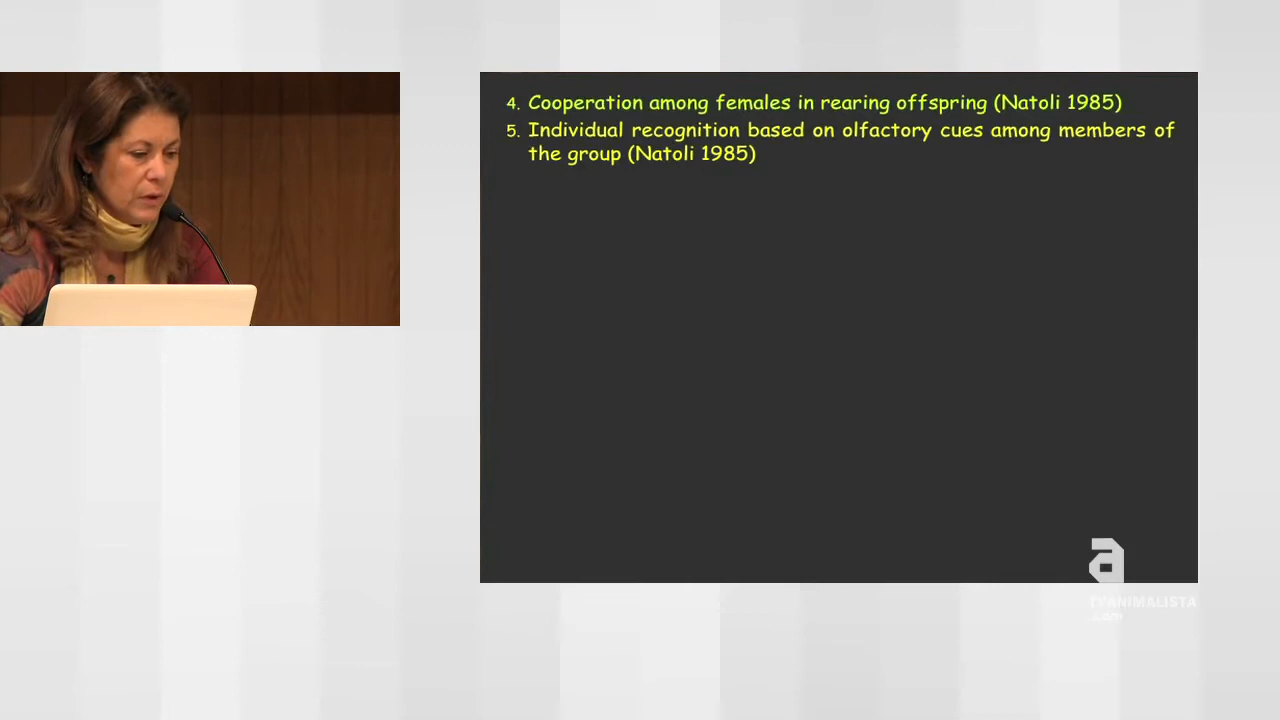 4. Cooperation among females in rearing offspring (Natoli 1985)
5. Individual recognition based on olfactory cues among members of
the group (Natoli 1985)
a
TVANIMALISTA
.com